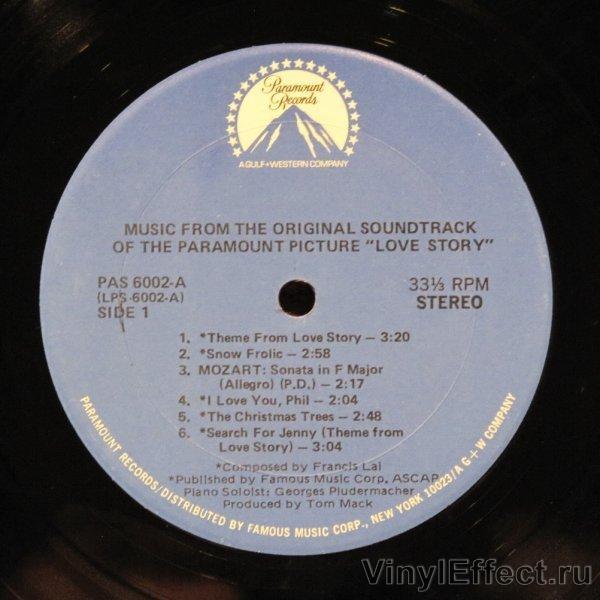 Paramount
Records
A GULF+WESTERN COMPANY
MUSIC FROM THE ORIGINAL SOUNDTRACK
OF THE PARAMOUNT PICTURE "LOVE STORY"
PAS 6002-A
(LPS-6002-A)
SIDE 1
33⅓ RPM
STEREO
1. *Theme From Love Story – 3:20
2. *Snow Frolic – 2:58
3. MOZART: Sonata in F Major
(Allegro) (P.D.) – 2:17
4. *I Love You, Phil – 2:04
5. *The Christmas Trees – 2:48
6. *Search For Jenny (Theme from
Love Story) – 3:04
*Composed by Francis Lai
*Published by Famous Music Corp. ASCAP
Piano Soloist: Georges Pludermacher
Produced by Tom Mack
PARAMOUNT RECORDS/DISTRIBUTED BY FAMOUS MUSIC CORP., NEW YORK 10023/A G+W COMPANY
VinylEffect.ru